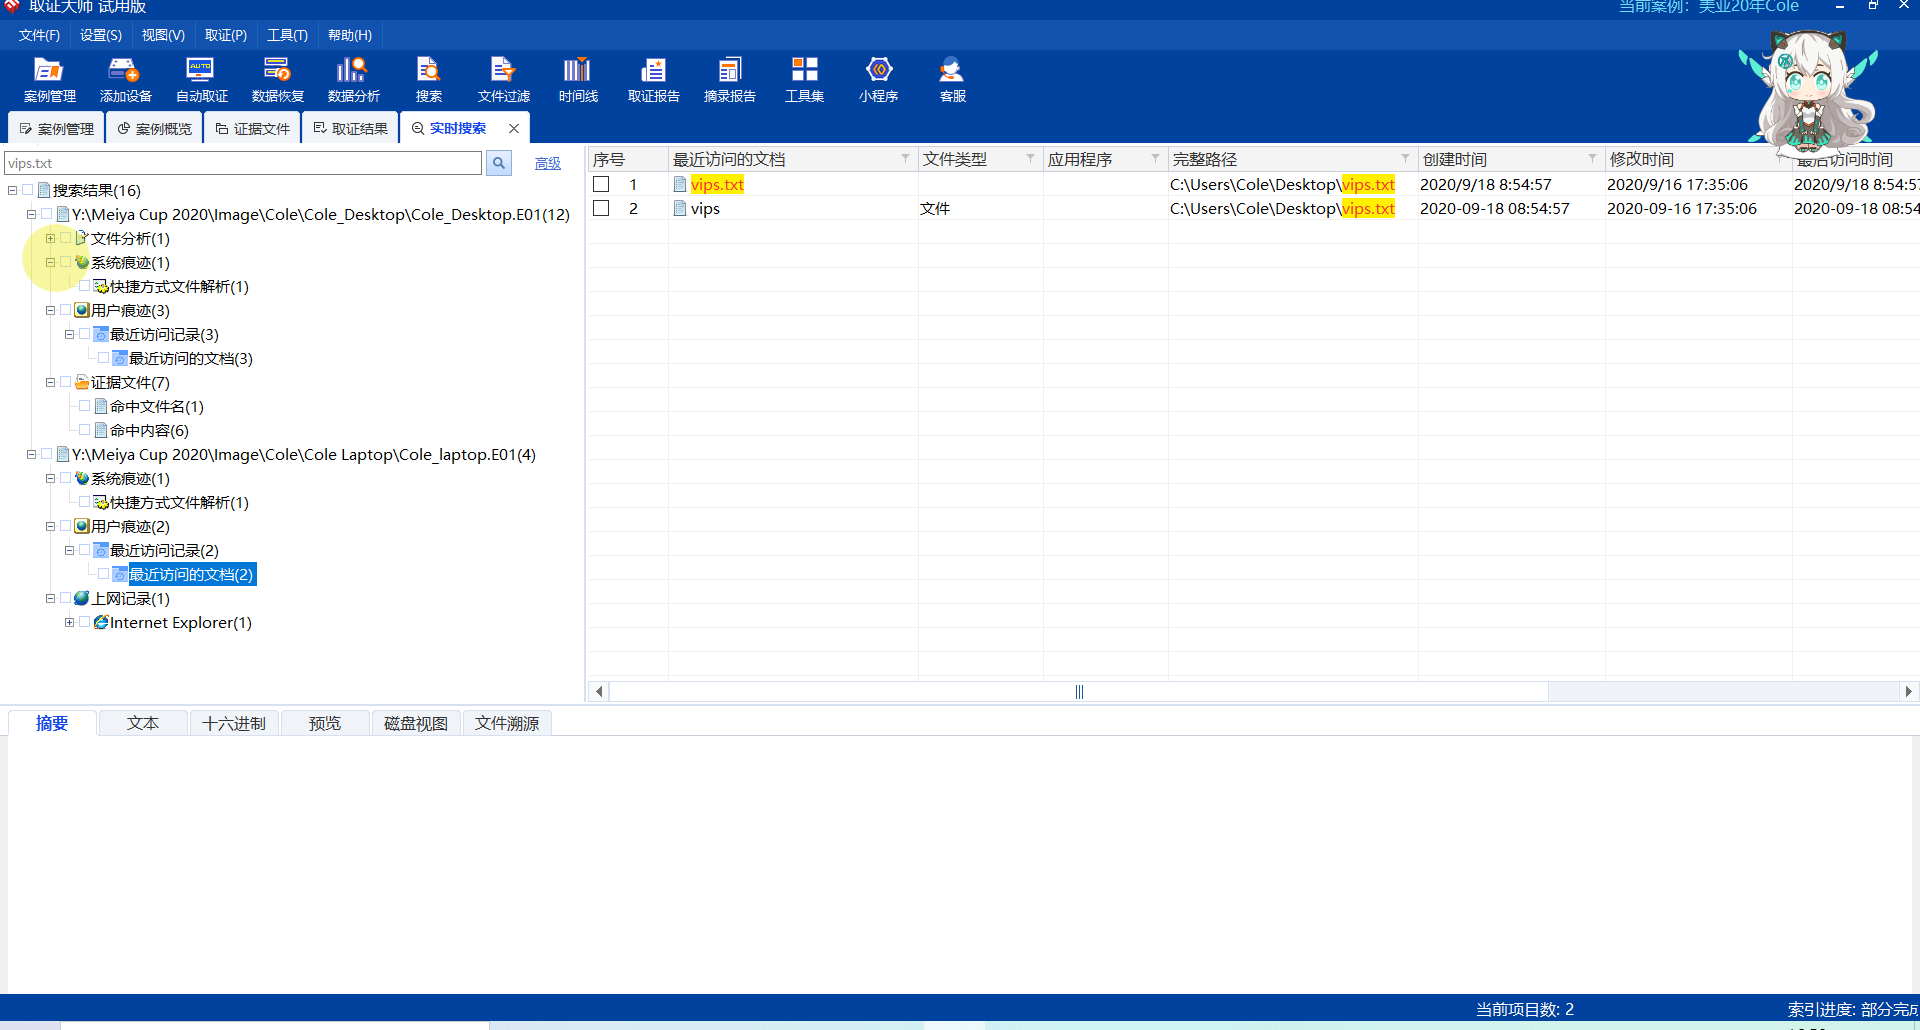 取证大师 试用版
当前案例：美亚20年Cole
文件(F) 设置(S) 视图(V) 取证(P) 工具(T) 帮助(H)
案例管理 添加设备 自动取证 数据恢复 数据分析 搜索 文件过滤 时间线 取证报告 摘录报告 工具集 小程序 客服
案例管理 案例概览 证据文件 取证结果 实时搜索
vips.txt 高级
搜索结果(16)
Y:\Meiya Cup 2020\Image\Cole\Cole_Desktop\Cole_Desktop.E01(12)
文件分析(1)
系统痕迹(1)
快捷方式文件解析(1)
用户痕迹(3)
最近访问记录(3)
最近访问的文档(3)
证据文件(7)
命中文件名(1)
命中内容(6)
Y:\Meiya Cup 2020\Image\Cole\Cole Laptop\Cole_laptop.E01(4)
系统痕迹(1)
快捷方式文件解析(1)
用户痕迹(2)
最近访问记录(2)
最近访问的文档(2)
上网记录(1)
Internet Explorer(1)
序号 最近访问的文档 文件类型 应用程序 完整路径 创建时间 修改时间 最后访问时间
1 vips.txt C:\Users\Cole\Desktop\vips.txt 2020/9/18 8:54:57 2020/9/16 17:35:06 2020/9/18 8:54:57
2 vips 文件 C:\Users\Cole\Desktop\vips.txt 2020-09-18 08:54:57 2020-09-16 17:35:06 2020-09-18 08:54
摘要 文本 十六进制 预览 磁盘视图 文件溯源
当前项目数: 2
索引进度: 部分完成